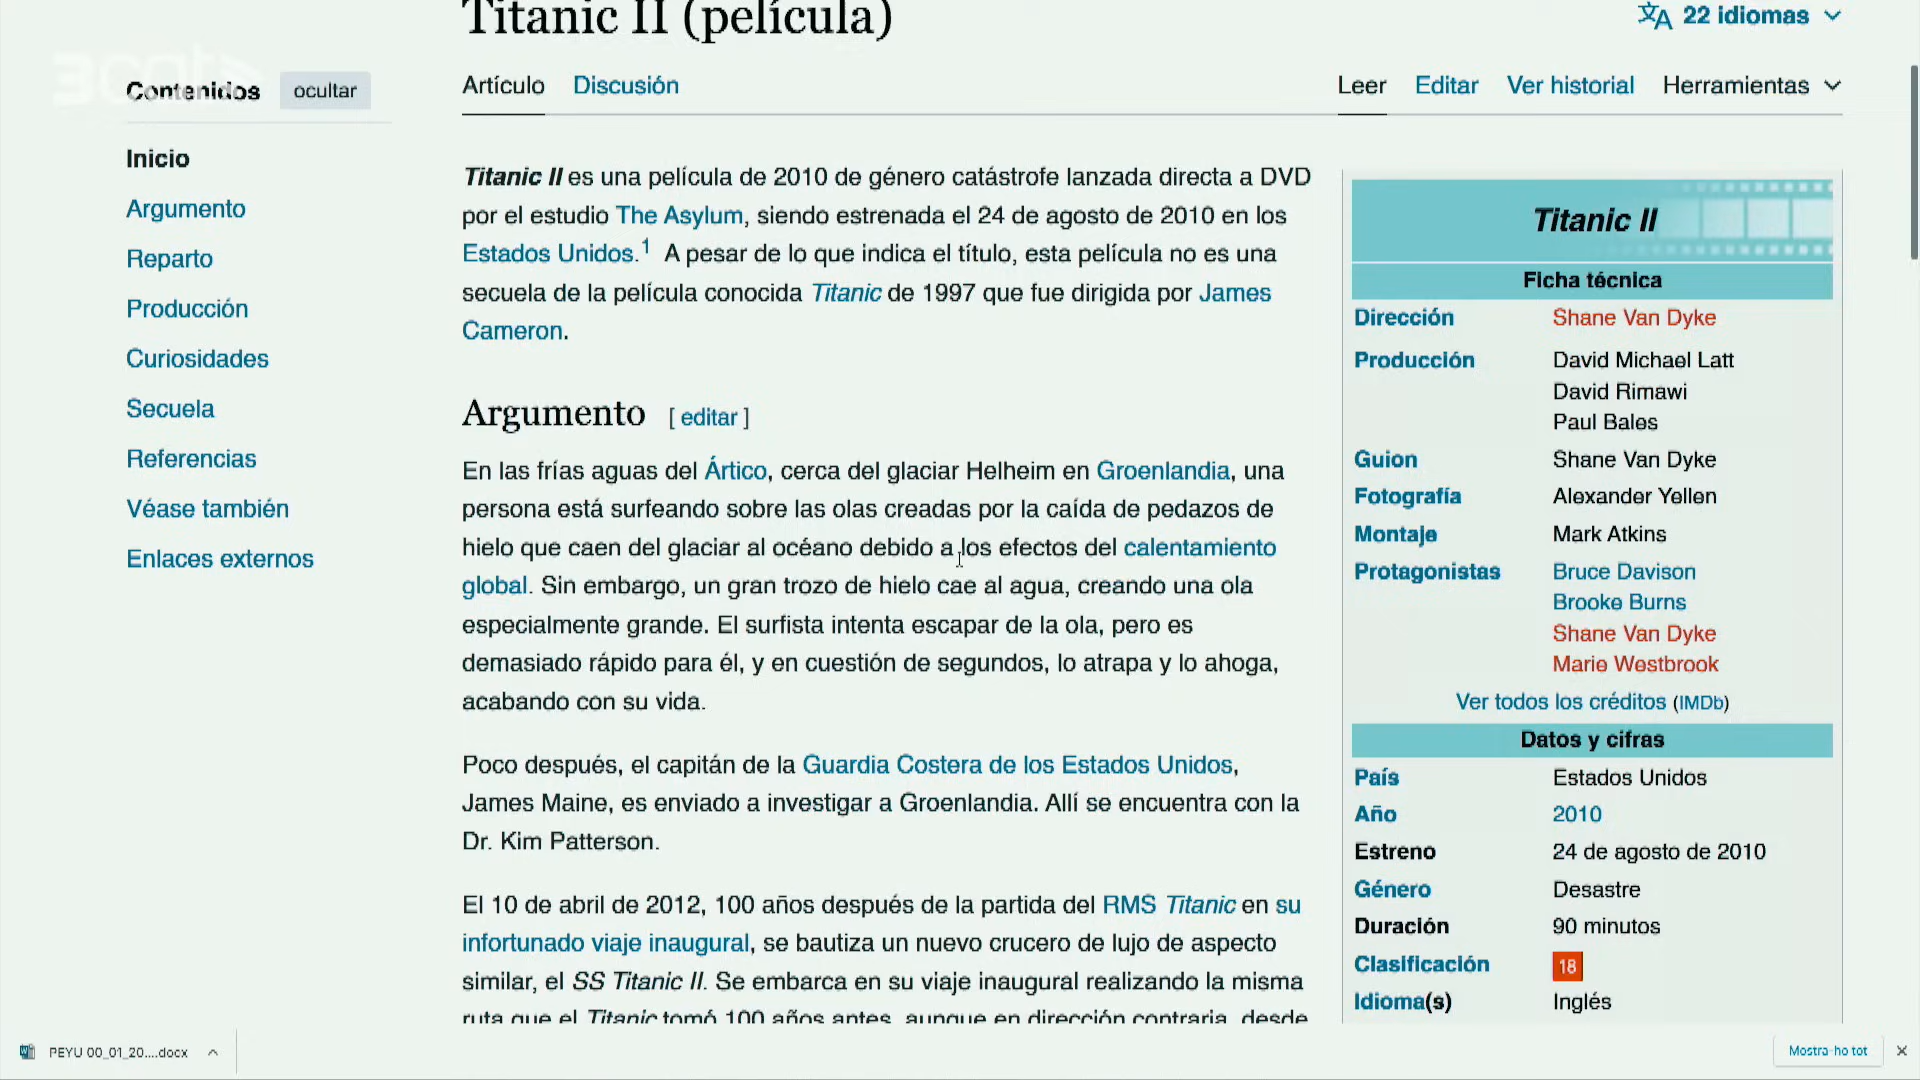 Titanic II (película)
22 idiomas
3cat
Contenidos
ocultar
Artículo
Discusión
Leer
Editar
Ver historial
Herramientas
Inicio
Argumento
Reparto
Producción
Curiosidades
Secuela
Referencias
Véase también
Enlaces externos
Titanic II es una película de 2010 de género catástrofe lanzada directa a DVD
por el estudio The Asylum, siendo estrenada el 24 de agosto de 2010 en los
Estados Unidos.1 A pesar de lo que indica el título, esta película no es una
secuela de la película conocida Titanic de 1997 que fue dirigida por James
Cameron.
Argumento [ editar ]
En las frías aguas del Ártico, cerca del glaciar Helheim en Groenlandia, una
persona está surfeando sobre las olas creadas por la caída de pedazos de
hielo que caen del glaciar al océano debido a los efectos del calentamiento
global. Sin embargo, un gran trozo de hielo cae al agua, creando una ola
especialmente grande. El surfista intenta escapar de la ola, pero es
demasiado rápido para él, y en cuestión de segundos, lo atrapa y lo ahoga,
acabando con su vida.
Poco después, el capitán de la Guardia Costera de los Estados Unidos,
James Maine, es enviado a investigar a Groenlandia. Allí se encuentra con la
Dr. Kim Patterson.
El 10 de abril de 2012, 100 años después de la partida del RMS Titanic en su
infortunado viaje inaugural, se bautiza un nuevo crucero de lujo de aspecto
similar, el SS Titanic II. Se embarca en su viaje inaugural realizando la misma
ruta que el Titanic tomó 100 años antes, aunque en dirección contraria, desde
Titanic II
Ficha técnica
Dirección Shane Van Dyke
Producción David Michael Latt
David Rimawi
Paul Bales
Guion Shane Van Dyke
Fotografía Alexander Yellen
Montaje Mark Atkins
Protagonistas Bruce Davison
Brooke Burns
Shane Van Dyke
Marie Westbrook
Ver todos los créditos (IMDb)
Datos y cifras
País Estados Unidos
Año 2010
Estreno 24 de agosto de 2010
Género Desastre
Duración 90 minutos
Clasificación 18
Idioma(s) Inglés
PEYU 00_01_20....docx
Mostra-ho tot